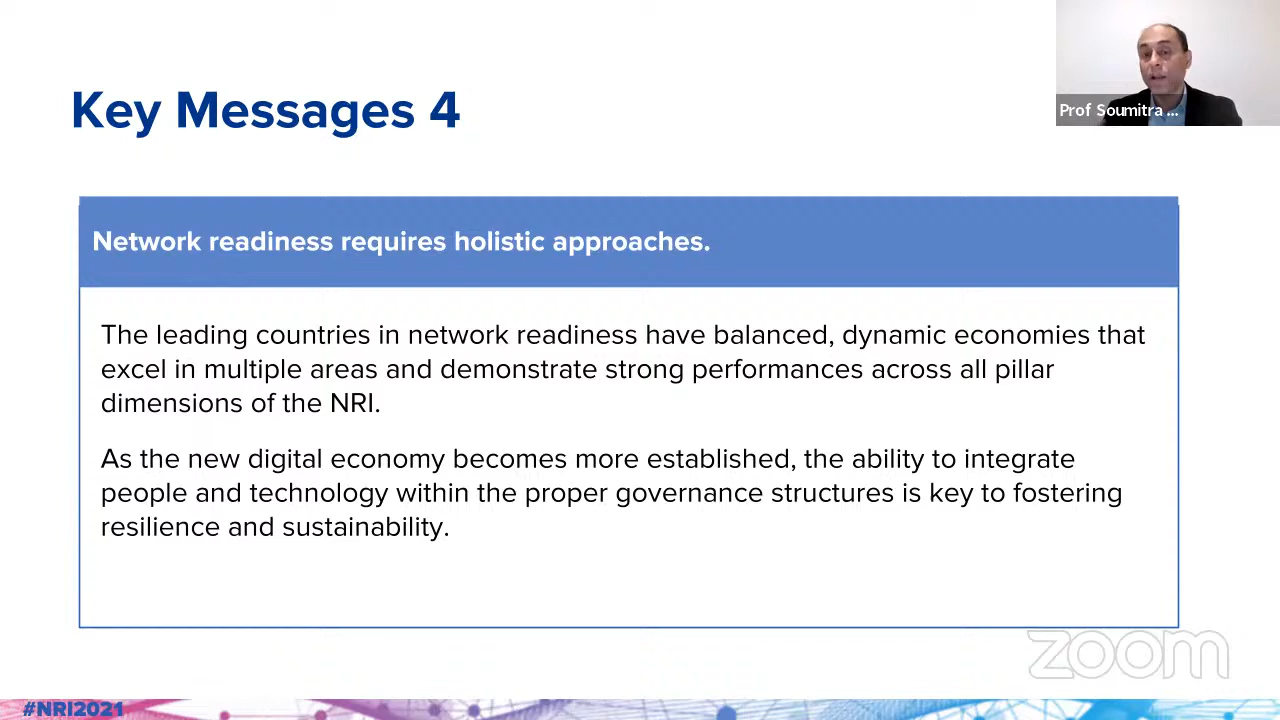 Key Messages 4
Prof Soumitra ...
Network readiness requires holistic approaches.
The leading countries in network readiness have balanced, dynamic economies that
excel in multiple areas and demonstrate strong performances across all pillar
dimensions of the NRI.
As the new digital economy becomes more established, the ability to integrate
people and technology within the proper governance structures is key to fostering
resilience and sustainability.
zoom
#NRI2021